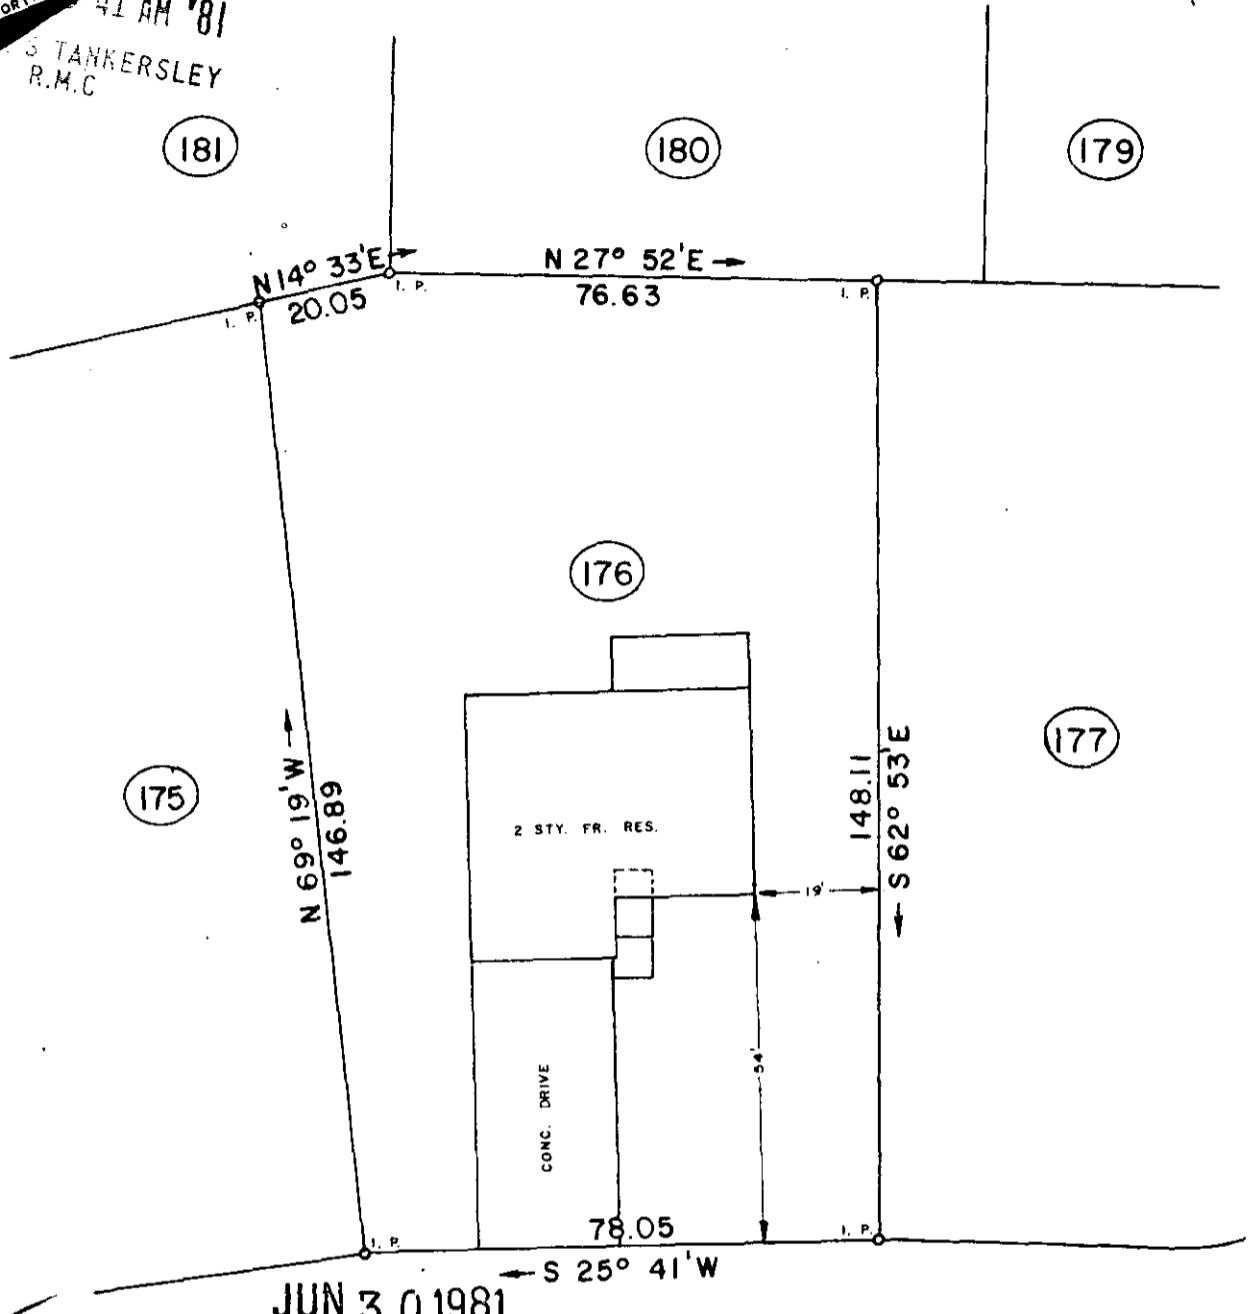 41 AM '81
S TANKERSLEY
R.M.C
181
180
179
N 14° 33' E
20.05
I. P.
I. P.
N 27° 52' E
76.63
I. P.
176
175
177
N 69° 19' W
146.89
148.11
S 62° 53' E
2 STY. FR. RES.
19'
54'
CONC. DRIVE
78.05
I. P.
I. P.
S 25° 41' W
JUN 30 1981